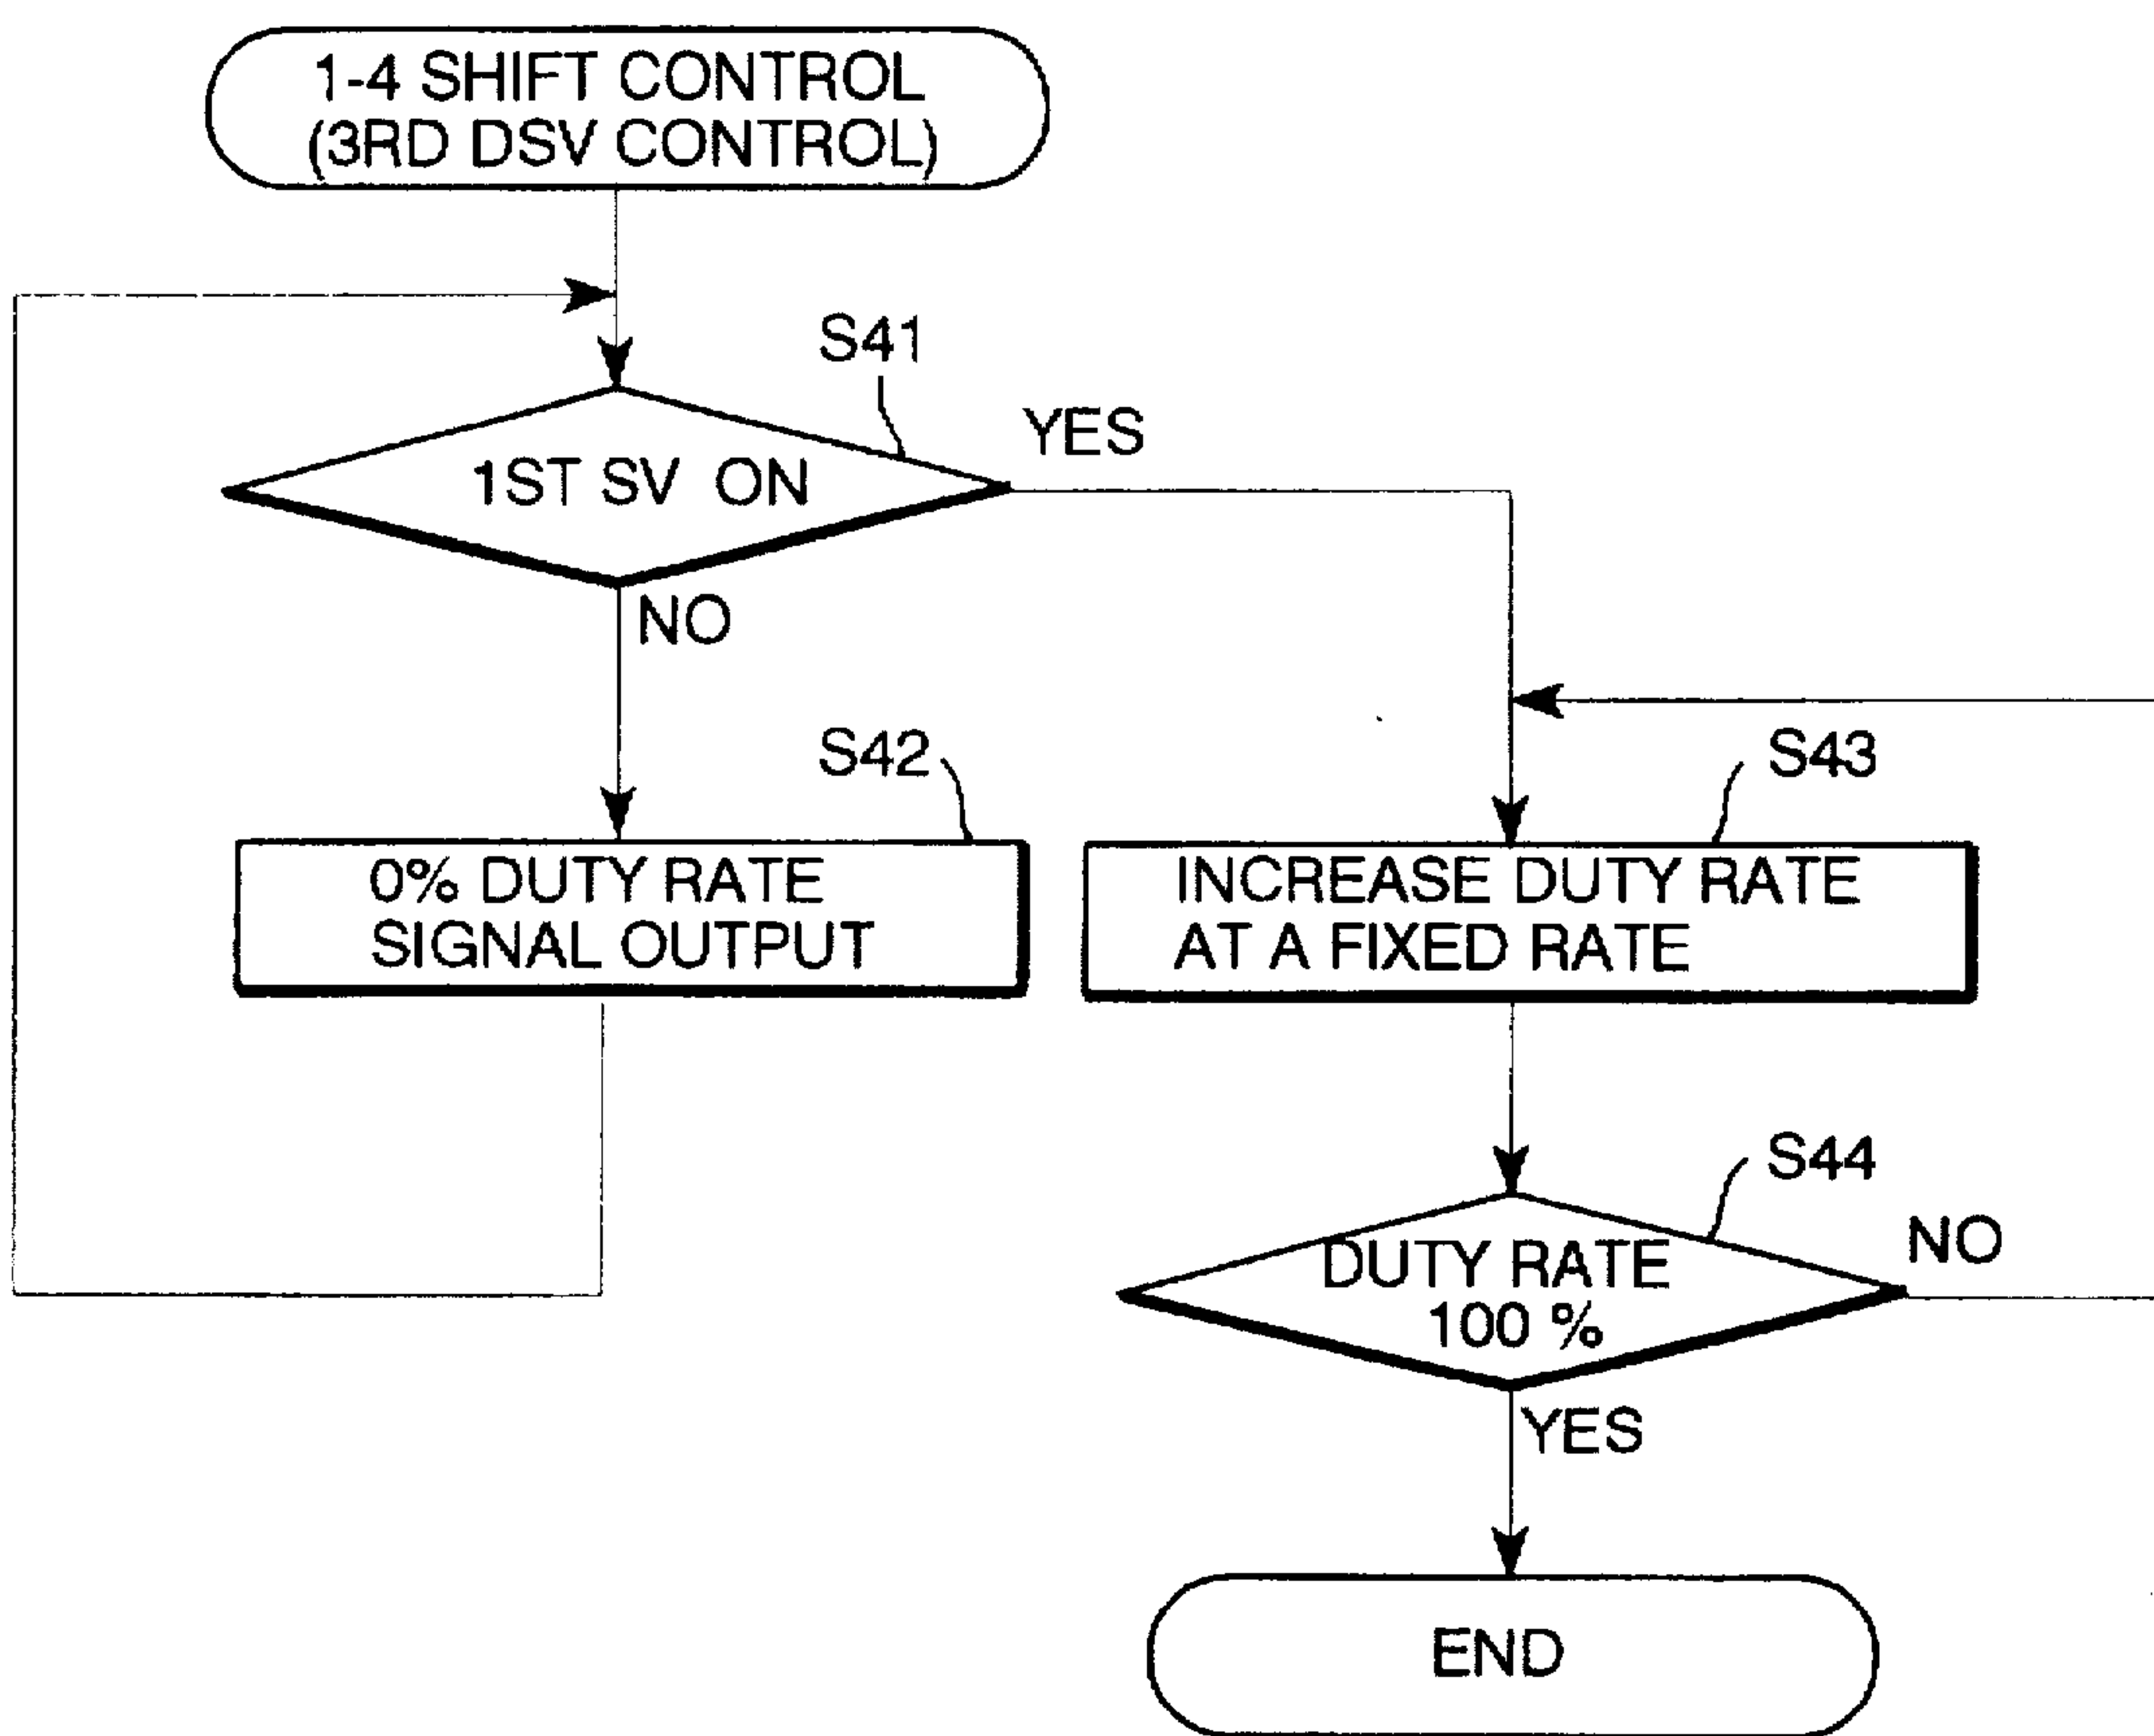 1-4 SHIFT CONTROL
(3RD DSV CONTROL)
S41
YES
1ST SV ON
NO
S42
0% DUTY RATE
SIGNAL OUTPUT
S43
INCREASE DUTY RATE
AT A FIXED RATE
S44
NO
DUTY RATE
100 %
YES
END